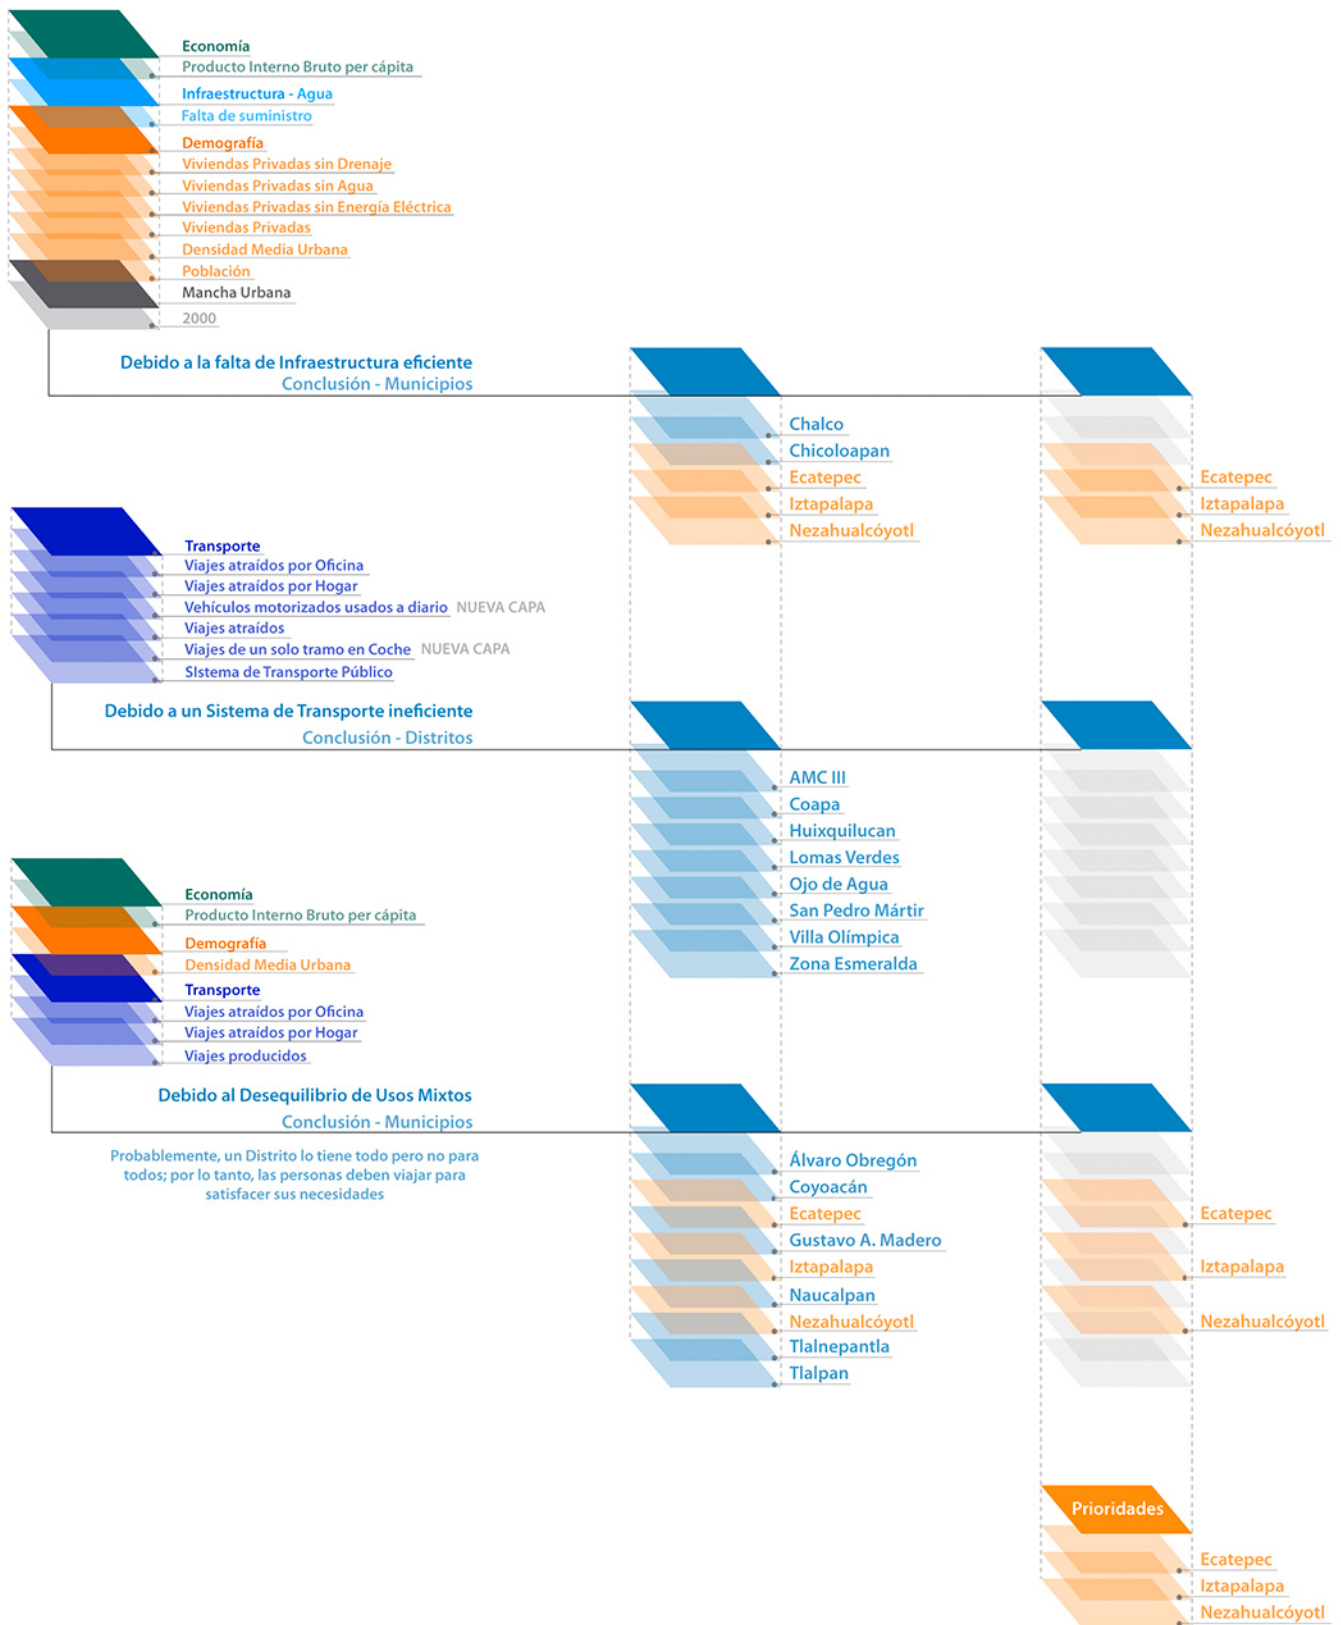 Economía
Producto Interno Bruto per cápita
Infraestructura - Agua
Falta de suministro
Demografía
Viviendas Privadas sin Drenaje
Viviendas Privadas sin Agua
Viviendas Privadas sin Energía Eléctrica
Viviendas Privadas
Densidad Media Urbana
Población
Mancha Urbana
2000
Debido a la falta de Infraestructura eficiente
Conclusión - Municipios
Chalco
Chicoloapan
Ecatepec
Iztapalapa
Nezahualcóyotl
Ecatepec
Iztapalapa
Nezahualcóyotl
Transporte
Viajes atraídos por Oficina
Viajes atraídos por Hogar
Vehículos motorizados usados a diario NUEVA CAPA
Viajes atraídos
Viajes de un solo tramo en Coche NUEVA CAPA
SIstema de Transporte Público
Debido a un Sistema de Transporte ineficiente
Conclusión - Distritos
AMC III
Coapa
Huixquilucan
Lomas Verdes
Ojo de Agua
San Pedro Mártir
Villa Olímpica
Zona Esmeralda
Economía
Producto Interno Bruto per cápita
Demografía
Densidad Media Urbana
Transporte
Viajes atraídos por Oficina
Viajes atraídos por Hogar
Viajes producidos
Debido al Desequilibrio de Usos Mixtos
Conclusión - Municipios
Probablemente, un Distrito lo tiene todo pero no para
todos; por lo tanto, las personas deben viajar para
satisfacer sus necesidades
Álvaro Obregón
Coyoacán
Ecatepec
Gustavo A. Madero
Iztapalapa
Naucalpan
Nezahualcóyotl
Tlalnepantla
Tlalpan
Ecatepec
Iztapalapa
Nezahualcóyotl
Prioridades
Ecatepec
Iztapalapa
Nezahualcóyotl